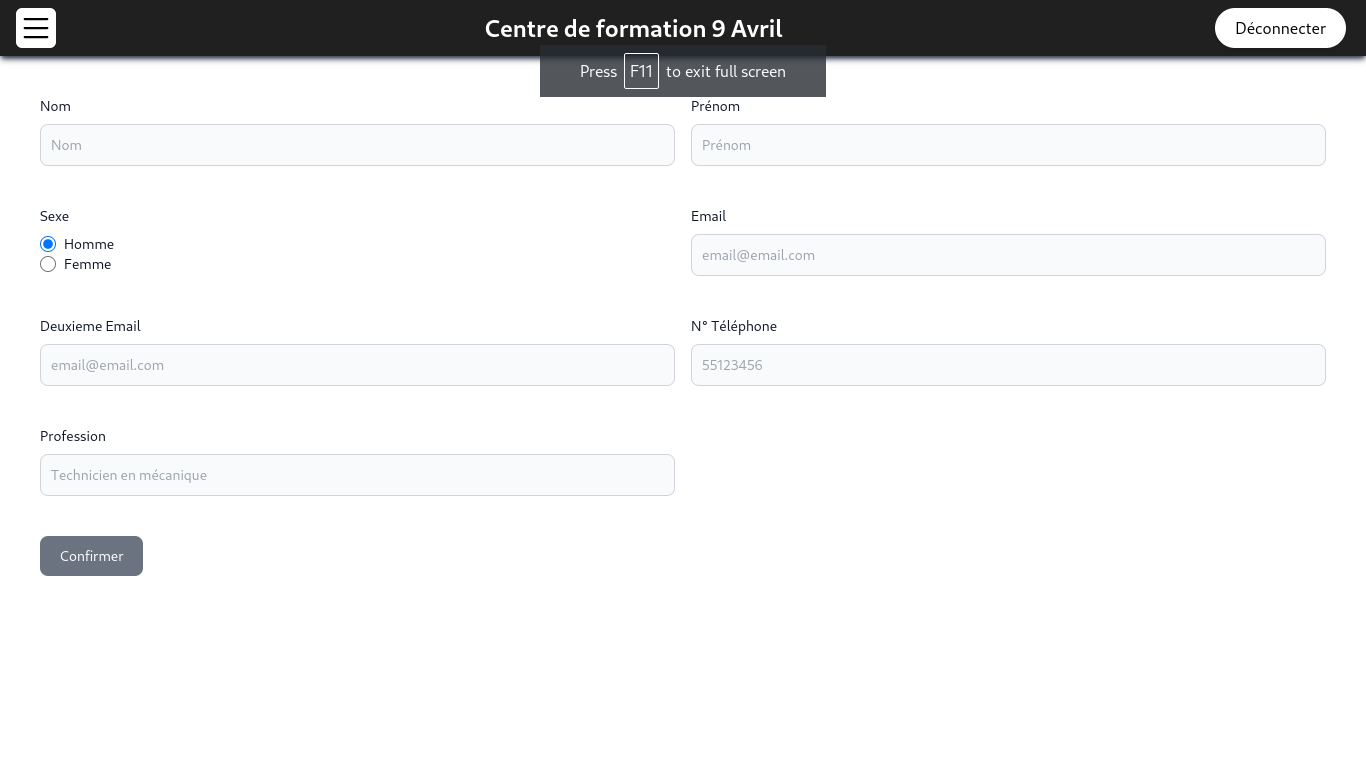 Centre de formation 9 Avril
Déconnecter
Press F11 to exit full screen
Nom
Prénom
Nom
Prénom
Sexe
Email
Homme
Femme
email@email.com
Deuxieme Email
N° Téléphone
email@email.com
55123456
Profession
Technicien en mécanique
Confirmer